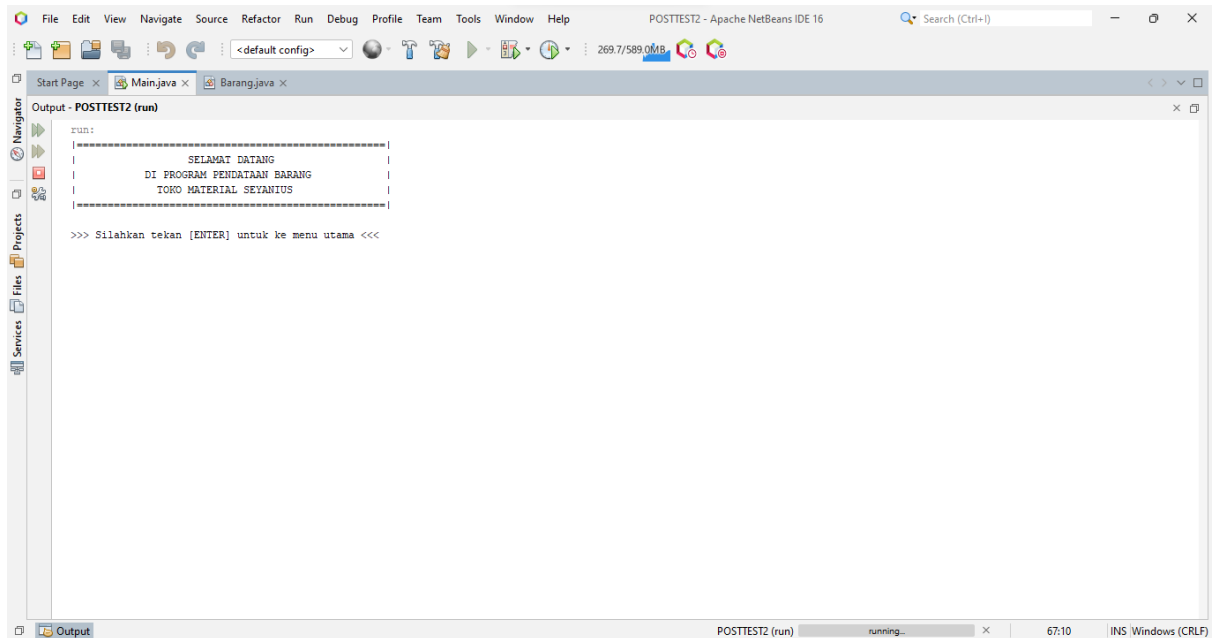 File Edit View Navigate Source Refactor Run Debug Profile Team Tools Window Help POSTTEST2 - Apache NetBeans IDE 16 Search (Ctrl+I)
<default config> 269.7/589.0MB
Start Page Main.java Barang.java
Output - POSTTEST2 (run)
Navigator
Projects
Files
Services
run:
|==================================================|
| SELAMAT DATANG |
| DI PROGRAM PENDATAAN BARANG |
| TOKO MATERIAL SEYANIUS |
|==================================================|
>>> Silahkan tekan [ENTER] untuk ke menu utama <<<
Output POSTTEST2 (run) running... 67:10 INS Windows (CRLF)